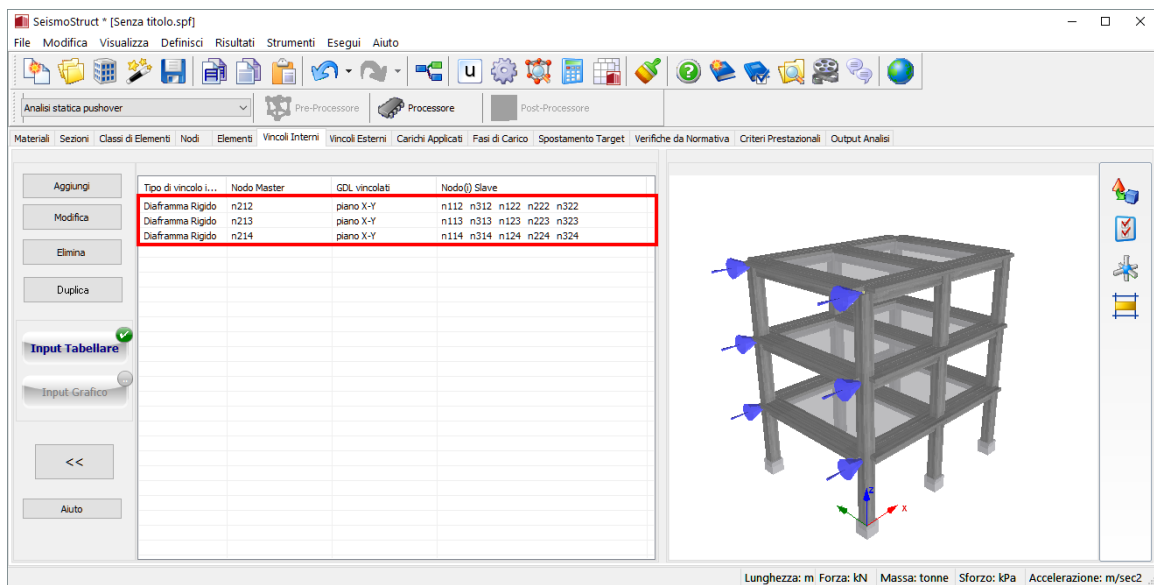 SeismoStruct * [Senza titolo.spf]
File Modifica Visualizza Definisci Risultati Strumenti Esegui Aiuto
u
Analisi statica pushover Pre-Processore Processore Post-Processore
Materiali Sezioni Classi di Elementi Nodi Elementi Vincoli Interni Vincoli Esterni Carichi Applicati Fasi di Carico Spostamento Target Verifiche da Normativa Criteri Prestazionali Output Analisi
Aggiungi
Modifica
Elimina
Duplica
Input Tabellare
Input Grafico
<<
Aiuto
Tipo di vincolo i... Nodo Master GDL vincolati Nodo(i) Slave
Diaframma Rigido n212 piano X-Y n112 n312 n122 n222 n322
Diaframma Rigido n213 piano X-Y n113 n313 n123 n223 n323
Diaframma Rigido n214 piano X-Y n114 n314 n124 n224 n324
z
x
Lunghezza: m Forza: kN Massa: tonne Sforzo: kPa Accelerazione: m/sec2